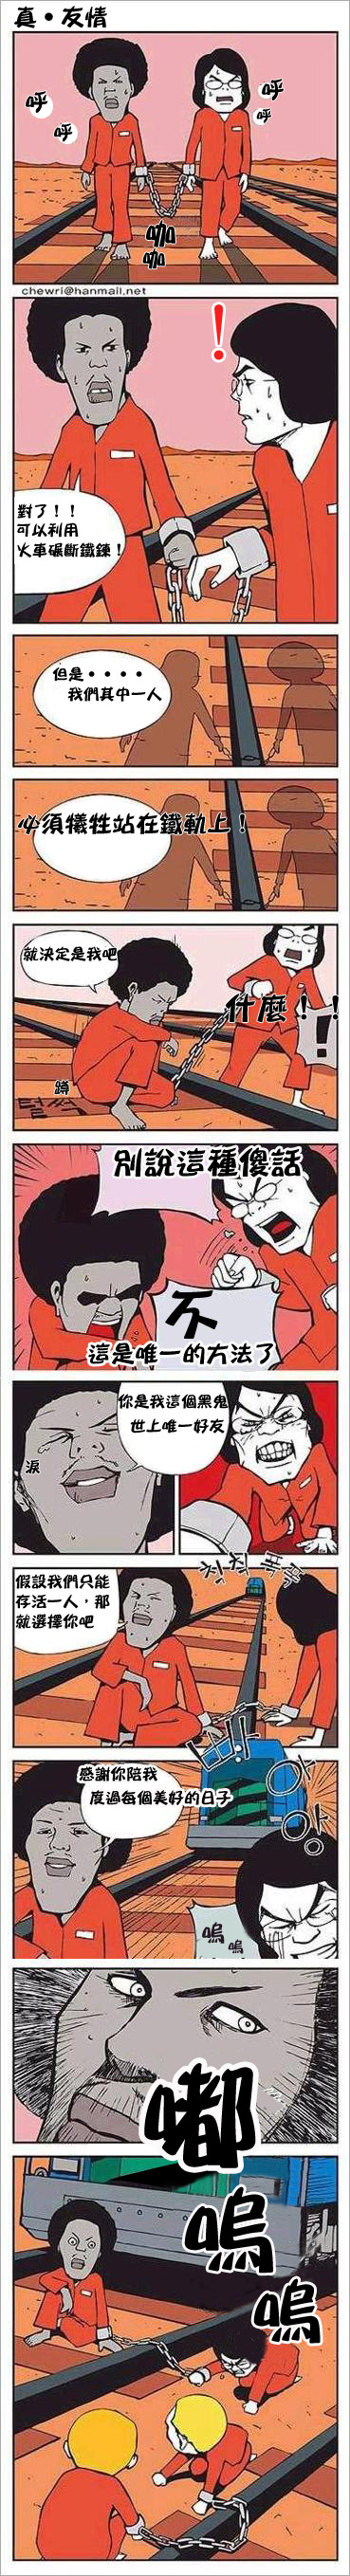 真·友情
呼
呼
呼
呼
咖
咖
chewri@hanmail.net
!
對了！！
可以利用
火車碾斷鐵鍊！
但是····
我們其中一人
必須犧牲站在鐵軌上！
就決定是我吧
什麼！！
蹲
털썩
別說這種傻話
不
這是唯一的方法了
你是我這個黑鬼
世上唯一好友
淚
칙칙폭폭
假設我們只能
存活一人，那
就選擇你吧
感謝你陪我
度過每個美好的日子
嗚
嗚
嘟
嗚
嗚